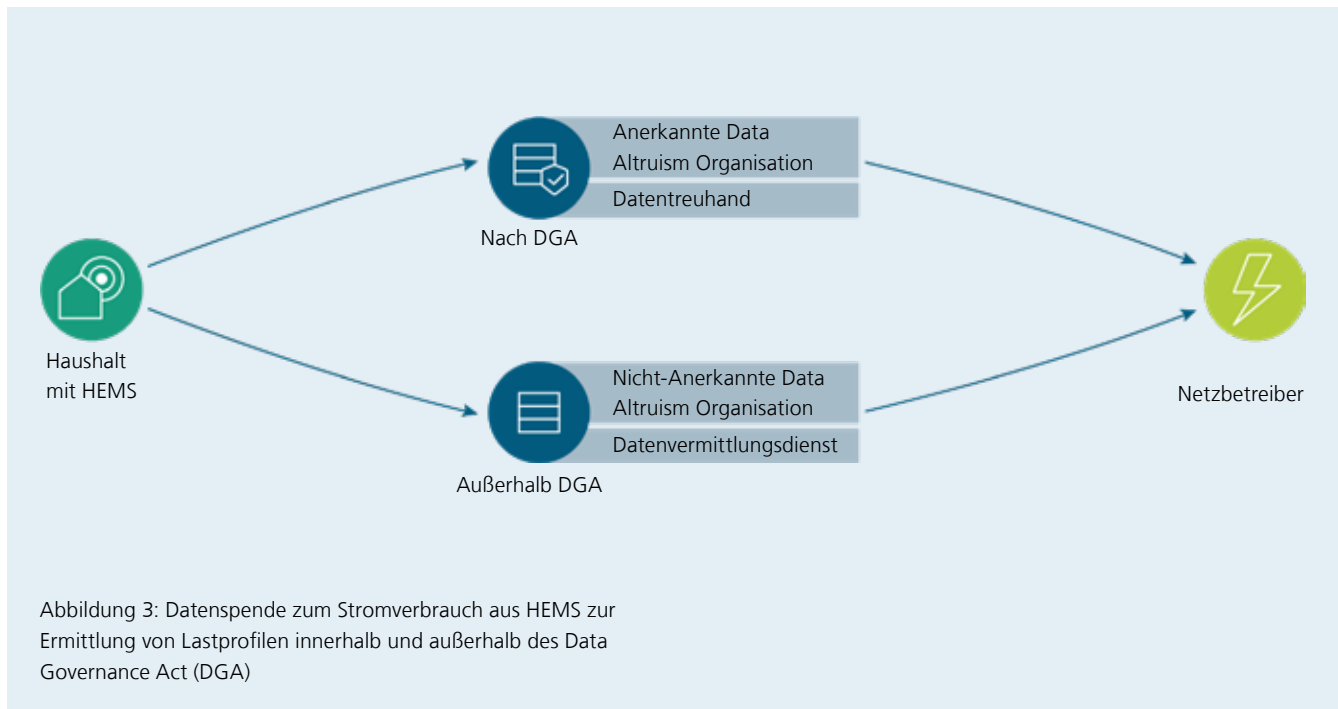 Anerkannte Data
Altruism Organisation
Datentreuhand
Nach DGA
Haushalt
mit HEMS
Nicht-Anerkannte Data
Altruism Organisation
Datenvermittlungsdienst
Außerhalb DGA
Netzbetreiber
Abbildung 3: Datenspende zum Stromverbrauch aus HEMS zur
Ermittlung von Lastprofilen innerhalb und außerhalb des Data
Governance Act (DGA)